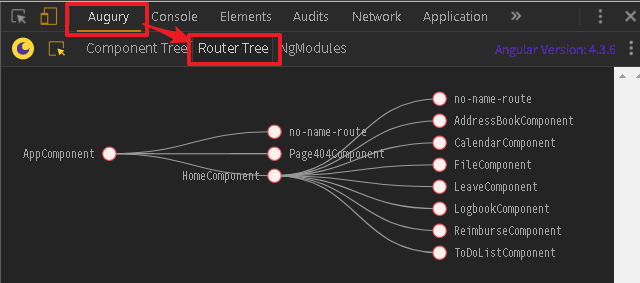 Augury Console Elements Audits Network Application »
Component Tree Router Tree NgModules Angular Version: 4.3.6
no-name-route
AddressBookComponent
no-name-route
CalendarComponent
AppComponent
Page404Component
FileComponent
HomeComponent
LeaveComponent
LogbookComponent
ReimburseComponent
ToDoListComponent